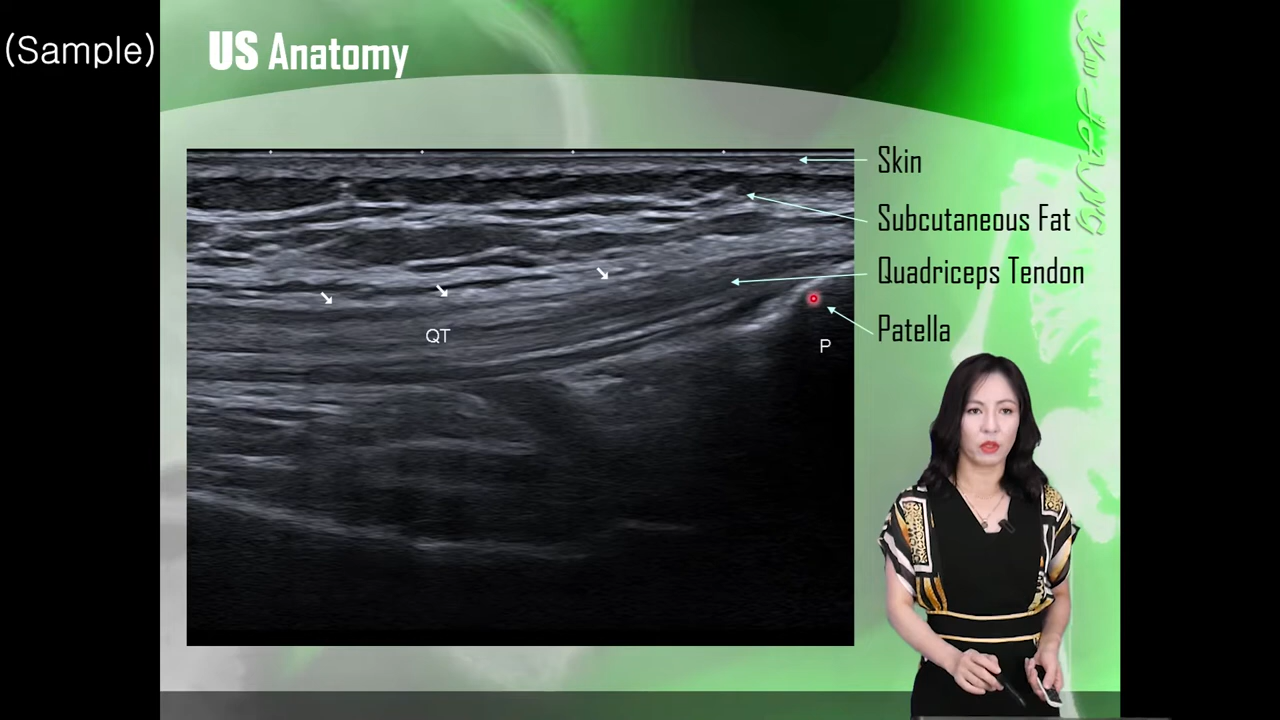 (Sample)
US Anatomy
Skin
Subcutaneous Fat
Quadriceps Tendon
Patella
QT
P